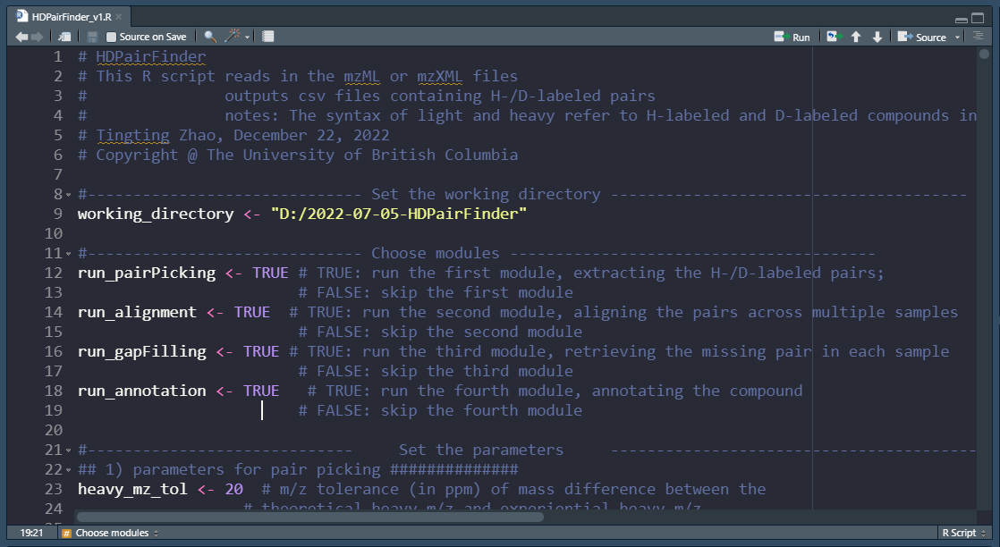 HDPairFinder_v1.R
Source on Save
Run
Source
1 # HDPairFinder
2 # This R script reads in the mzML or mzXML files
3 # outputs csv files containing H-/D-labeled pairs
4 # notes: The syntax of light and heavy refer to H-labeled and D-labeled compounds in
5 # Tingting Zhao, December 22, 2022
6 # Copyright @ The University of British Columbia
7
8 #------------------------------ Set the working directory ---------------------------------------
9 working_directory <- "D:/2022-07-05-HDPairFinder"
10
11 #------------------------------ Choose modules ----------------------------------------
12 run_pairPicking <- TRUE # TRUE: run the first module, extracting the H-/D-labeled pairs;
13 # FALSE: skip the first module
14 run_alignment <- TRUE # TRUE: run the second module, aligning the pairs across multiple samples
15 # FALSE: skip the second module
16 run_gapFilling <- TRUE # TRUE: run the third module, retrieving the missing pair in each sample
17 # FALSE: skip the third module
18 run_annotation <- TRUE # TRUE: run the fourth module, annotating the compound
19 # FALSE: skip the fourth module
20
21 #----------------------------- Set the parameters ----------------------------------------
22 ## 1) parameters for pair picking ##############
23 heavy_mz_tol <- 20 # m/z tolerance (in ppm) of mass difference between the
24 # theoretical heavy m/z and experiential heavy m/z
19:21
# Choose modules
R Script